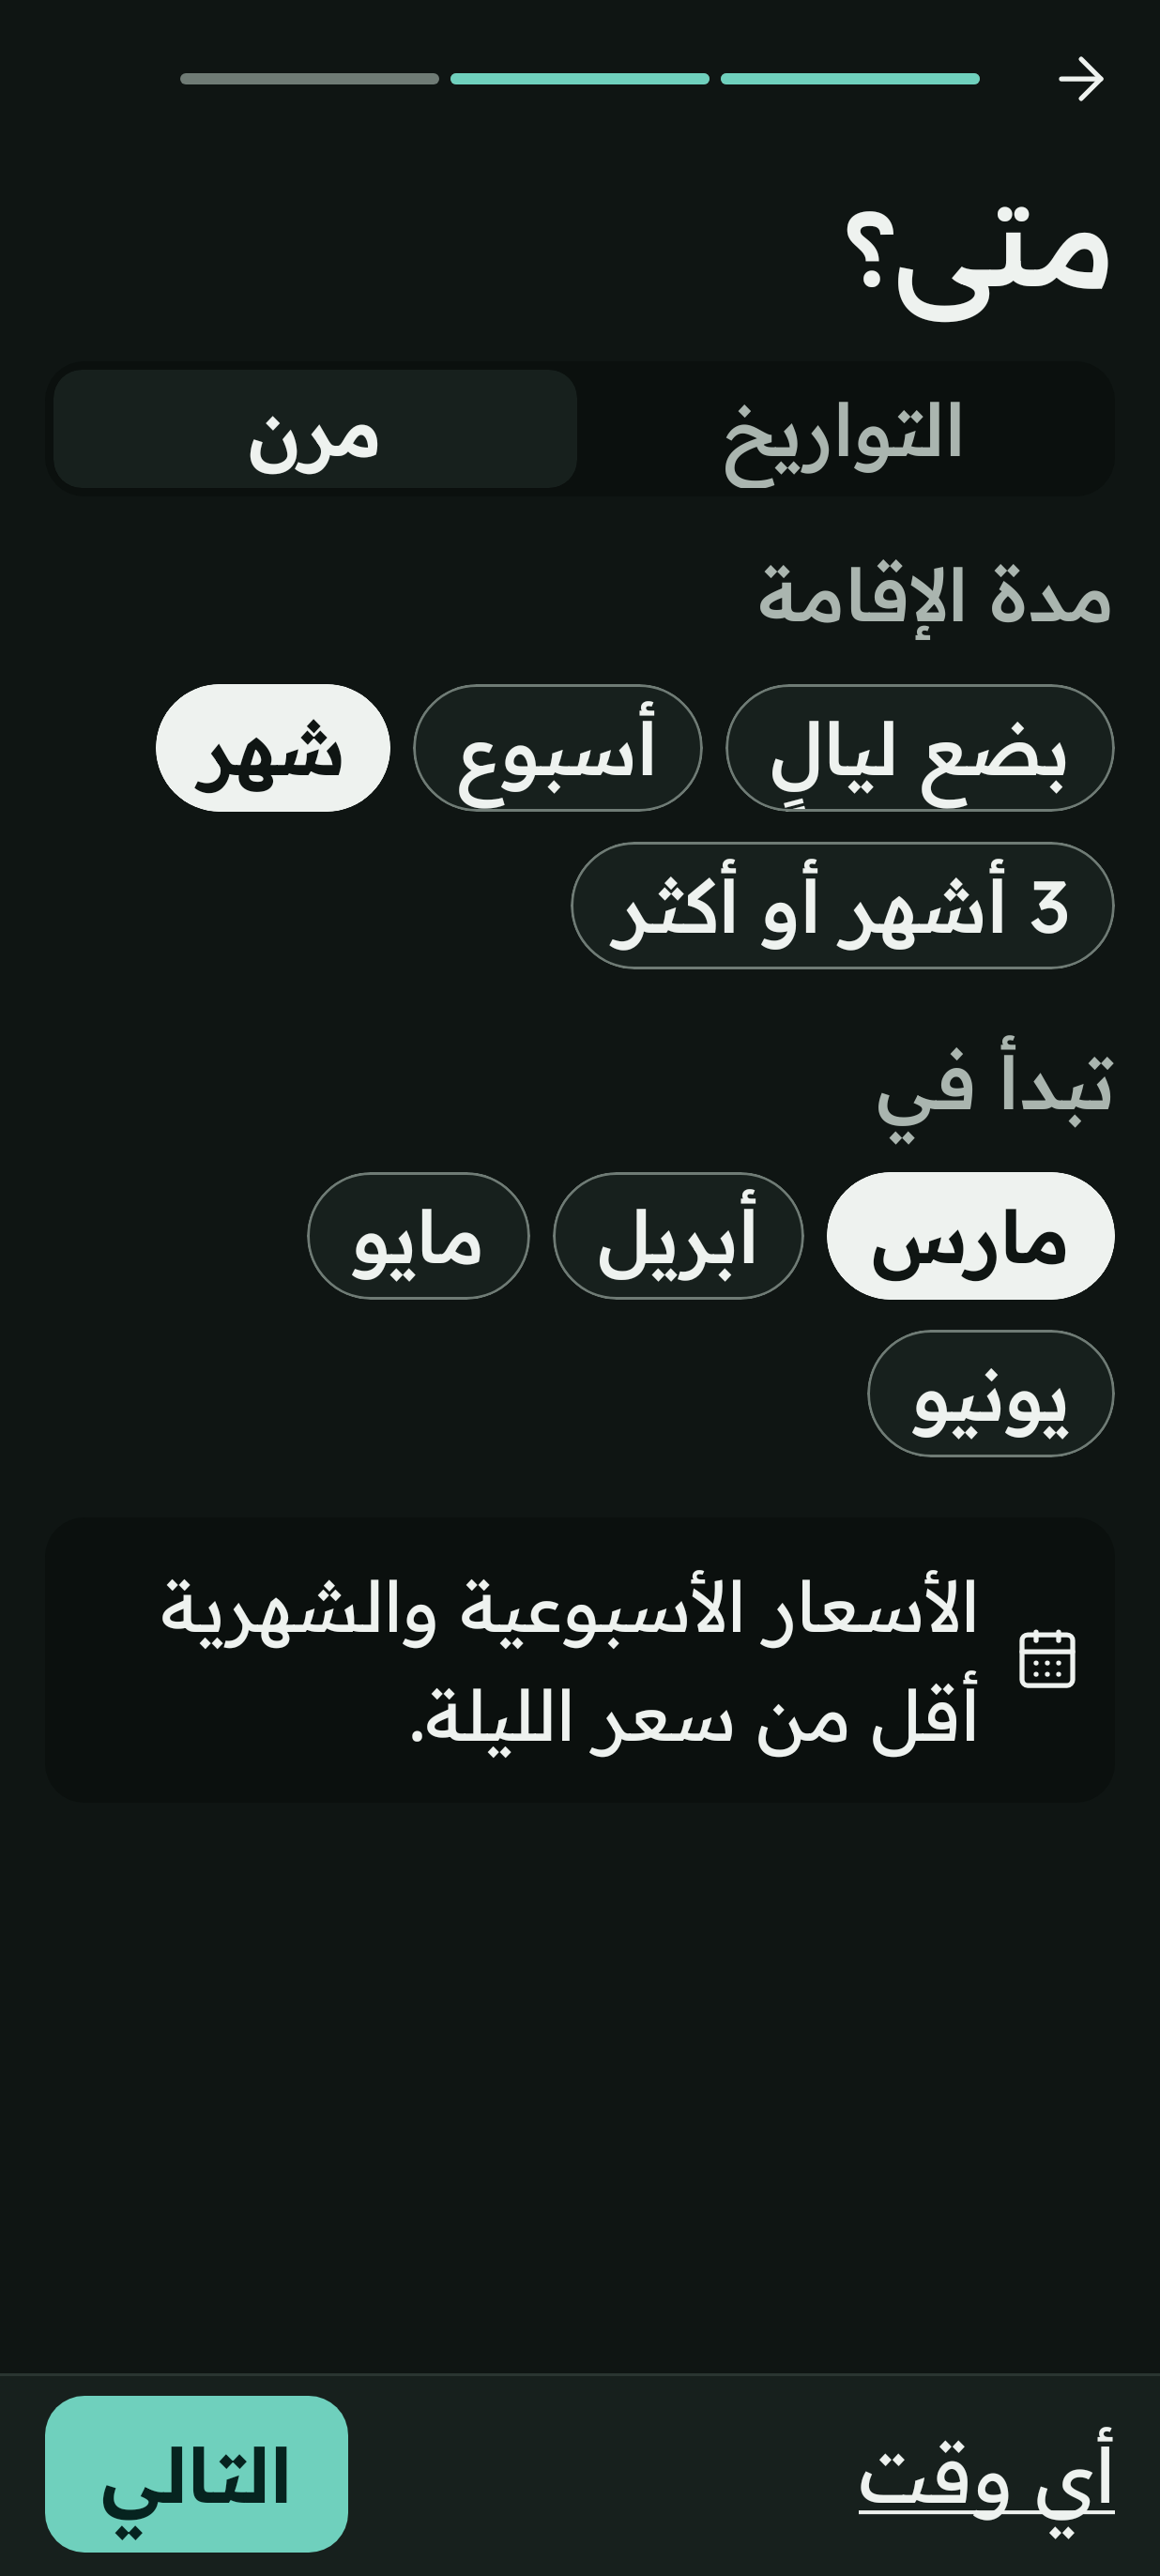 متى؟
التواريخ
مرن
مدة الإقامة
بضع ليالٍ
أسبوع
شهر
3 أشهر أو أكثر
تبدأ في
مارس
أبريل
مايو
يونيو
الأسعار الأسبوعية والشهرية
أقل من سعر الليلة.
أي وقت
التالي